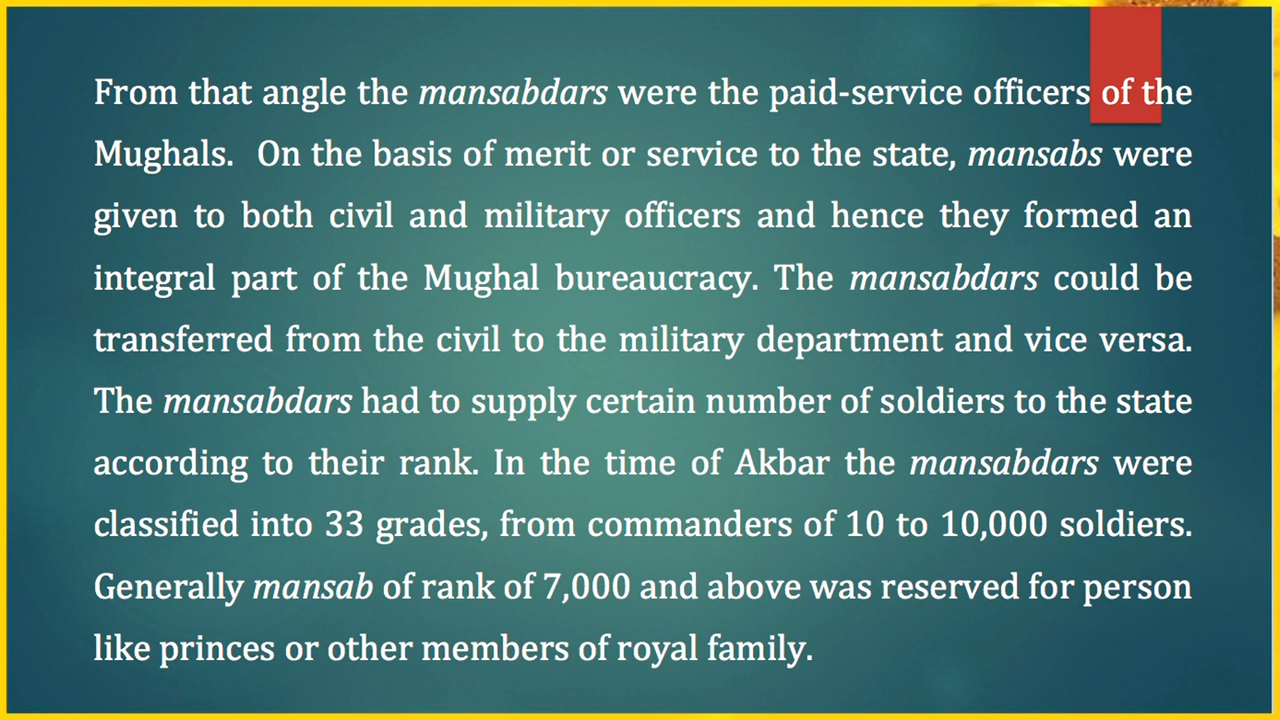 From that angle the mansabdars were the paid-service officers of the
Mughals. On the basis of merit or service to the state, mansabs were
given to both civil and military officers and hence they formed an
integral part of the Mughal bureaucracy. The mansabdars could be
transferred from the civil to the military department and vice versa.
The mansabdars had to supply certain number of soldiers to the state
according to their rank. In the time of Akbar the mansabdars were
classified into 33 grades, from commanders of 10 to 10,000 soldiers.
Generally mansab of rank of 7,000 and above was reserved for person
like princes or other members of royal family.